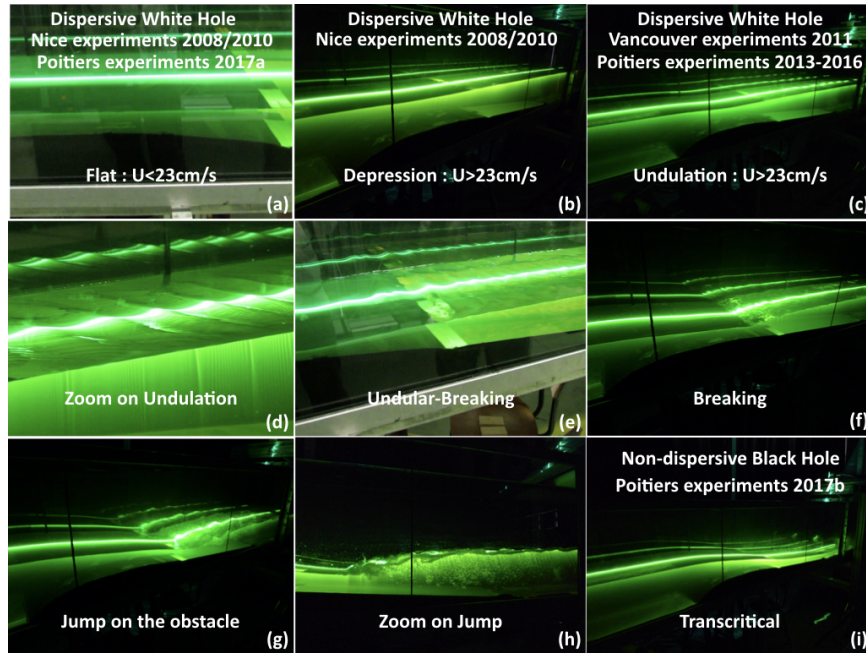 Dispersive White Hole
Nice experiments 2008/2010
Poitiers experiments 2017a
Flat : U<23cm/s
(a)
Dispersive White Hole
Nice experiments 2008/2010
Depression : U>23cm/s
(b)
Dispersive White Hole
Vancouver experiments 2011
Poitiers experiments 2013-2016
Undulation : U>23cm/s
(c)
Zoom on Undulation
(d)
Undular-Breaking
(e)
Breaking
(f)
Jump on the obstacle
(g)
Zoom on Jump
(h)
Non-dispersive Black Hole
Poitiers experiments 2017b
Transcritical
(i)